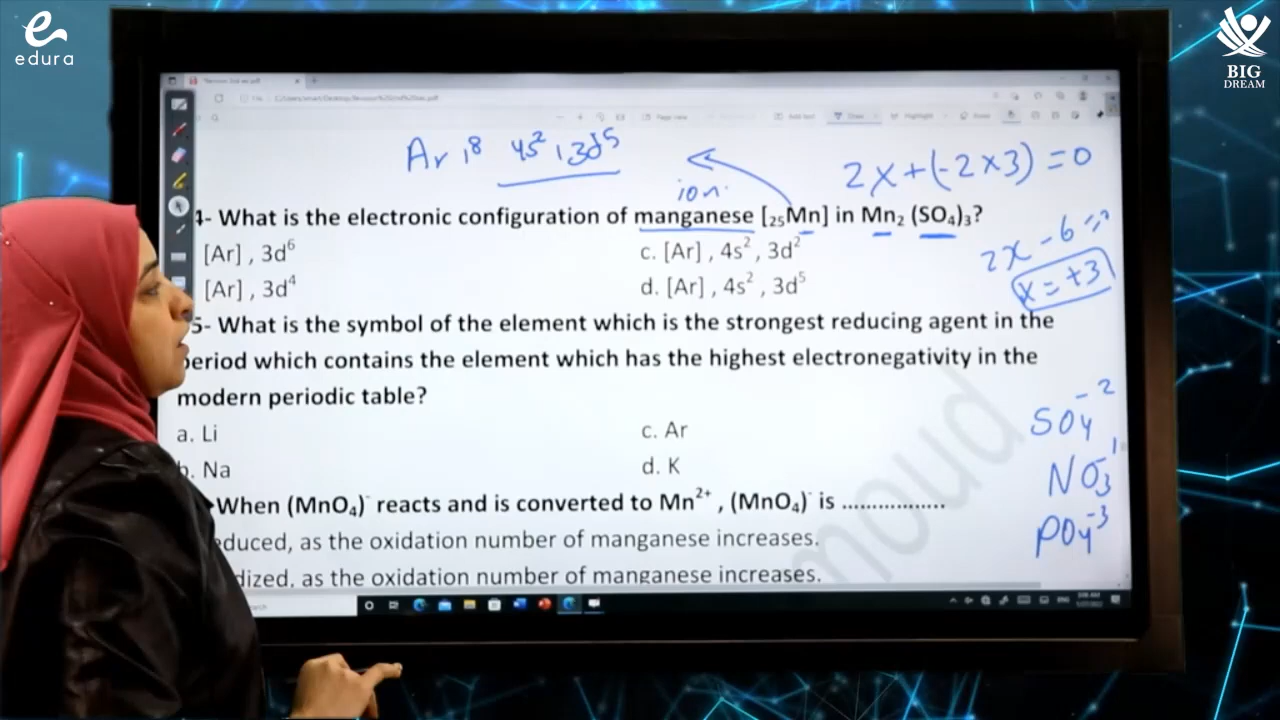 edura
BIG
DREAM
Ar 18 4s², 3d⁵
2x+(-2×3)=0
ion
4- What is the electronic configuration of manganese [₂₅Mn] in Mn₂ (SO₄)₃?
[Ar] , 3d⁶
c. [Ar] , 4s² , 3d²
2x - 6 =
[Ar] , 3d⁴
d. [Ar] , 4s² , 3d⁵
x = +3
5- What is the symbol of the element which is the strongest reducing agent in the
period which contains the element which has the highest electronegativity in the
modern periodic table?
SO₄⁻²
a. Li
c. Ar
b. Na
d. K
NO₃⁻¹
When (MnO₄)⁻ reacts and is converted to Mn²⁺ , (MnO₄)⁻ is .................
PO₄⁻³
educed, as the oxidation number of manganese increases.
dized, as the oxidation number of manganese increases.
moud